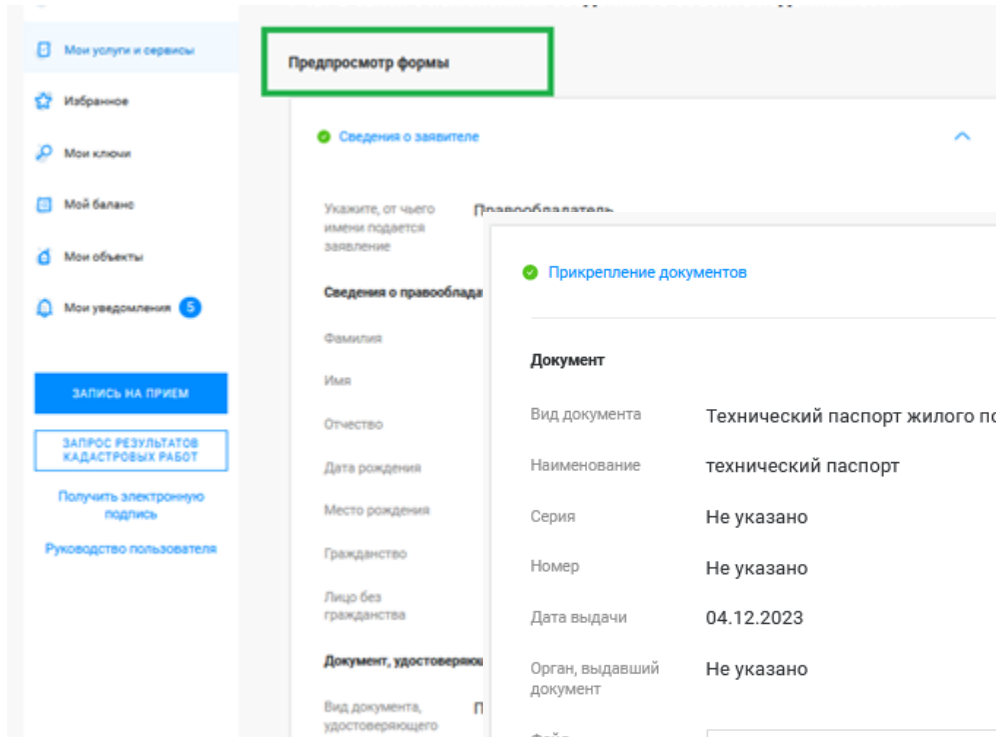 Мои услуги и сервисы
Избранное
Мои ключи
Мой баланс
Мои объекты
Мои уведомления 5
ЗАПИСЬ НА ПРИЕМ
ЗАПРОС РЕЗУЛЬТАТОВ
КАДАСТРОВЫХ РАБОТ
Получить электронную
подпись
Руководство пользователя
Предпросмотр формы
Сведения о заявителе
Укажите, от чьего
имени подается
заявление
Правообладатель
Сведения о правооблада
Фамилия
Имя
Отчество
Дата рождения
Место рождения
Гражданство
Лицо без
гражданства
Документ, удостоверяющ
Вид документа,
удостоверяющего
П
Прикрепление документов
Документ
Вид документа
Технический паспорт жилого по
Наименование
технический паспорт
Серия
Не указано
Номер
Не указано
Дата выдачи
04.12.2023
Орган, выдавший
документ
Не указано